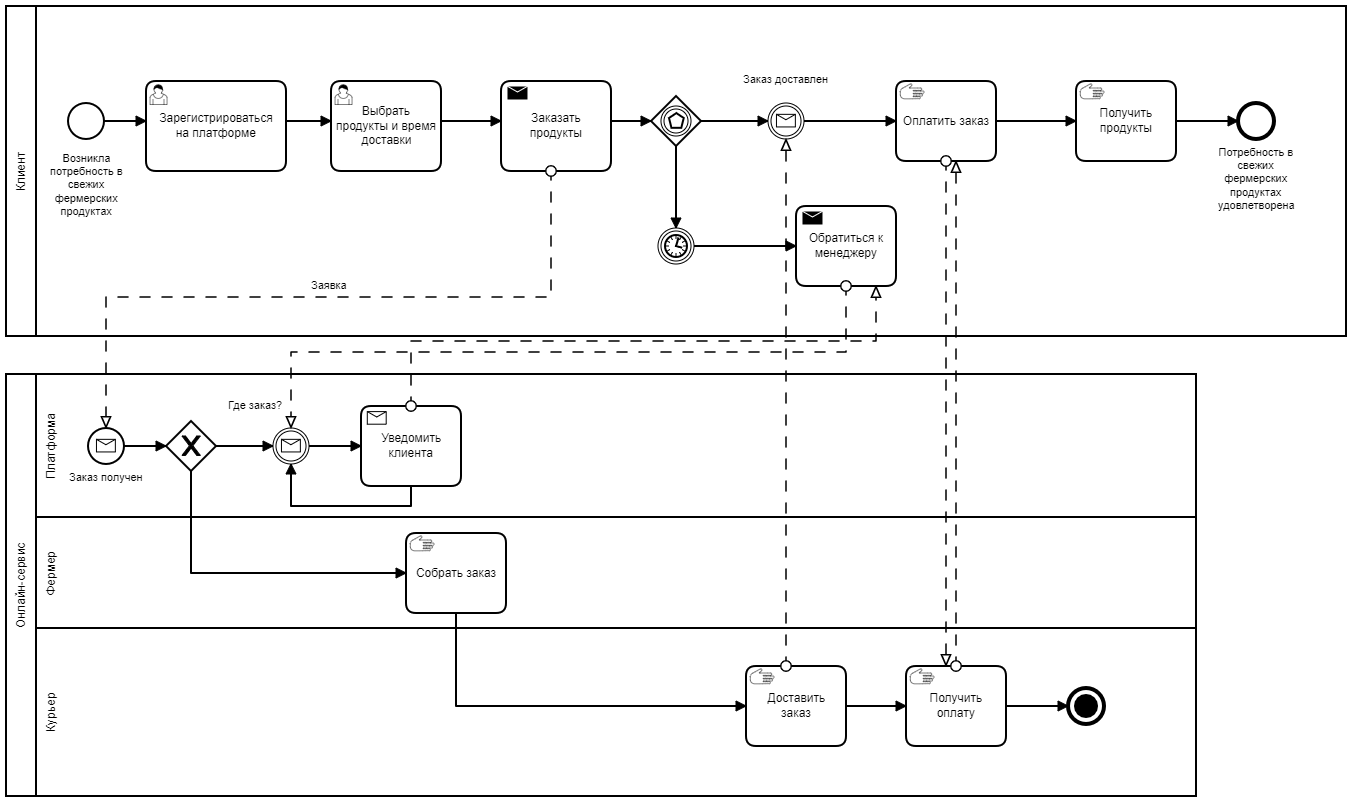 Клиент
Возникла
потребность в
свежих
фермерских
продуктах
Зарегистрироваться
на платформе
Выбрать
продукты и время
доставки
Заказать
продукты
Заказ доставлен
Оплатить заказ
Получить
продукты
Потребность в
свежих
фермерских
продуктах
удовлетворена
Обратиться к
менеджеру
Заявка
Онлайн-сервис
Платформа
Заказ получен
X
Где заказ?
Уведомить
клиента
Фермер
Собрать заказ
Курьер
Доставить
заказ
Получить
оплату